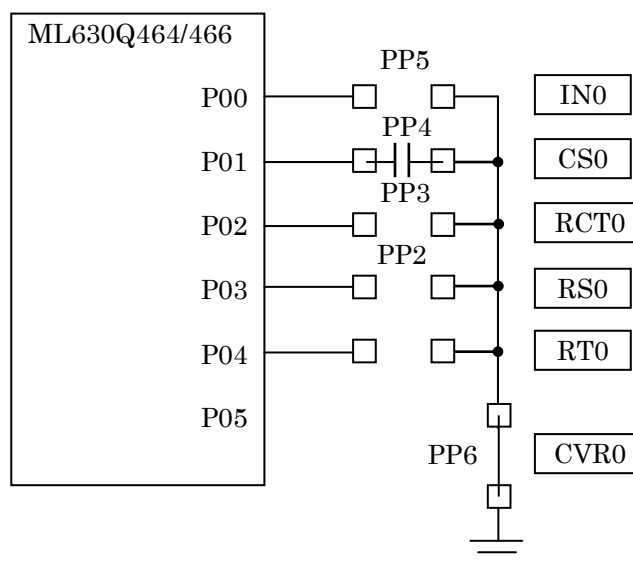 ML630Q464/466
PP5
P00
IN0
PP4
P01
CS0
PP3
P02
RCT0
PP2
P03
RS0
P04
RT0
P05
PP6
CVR0